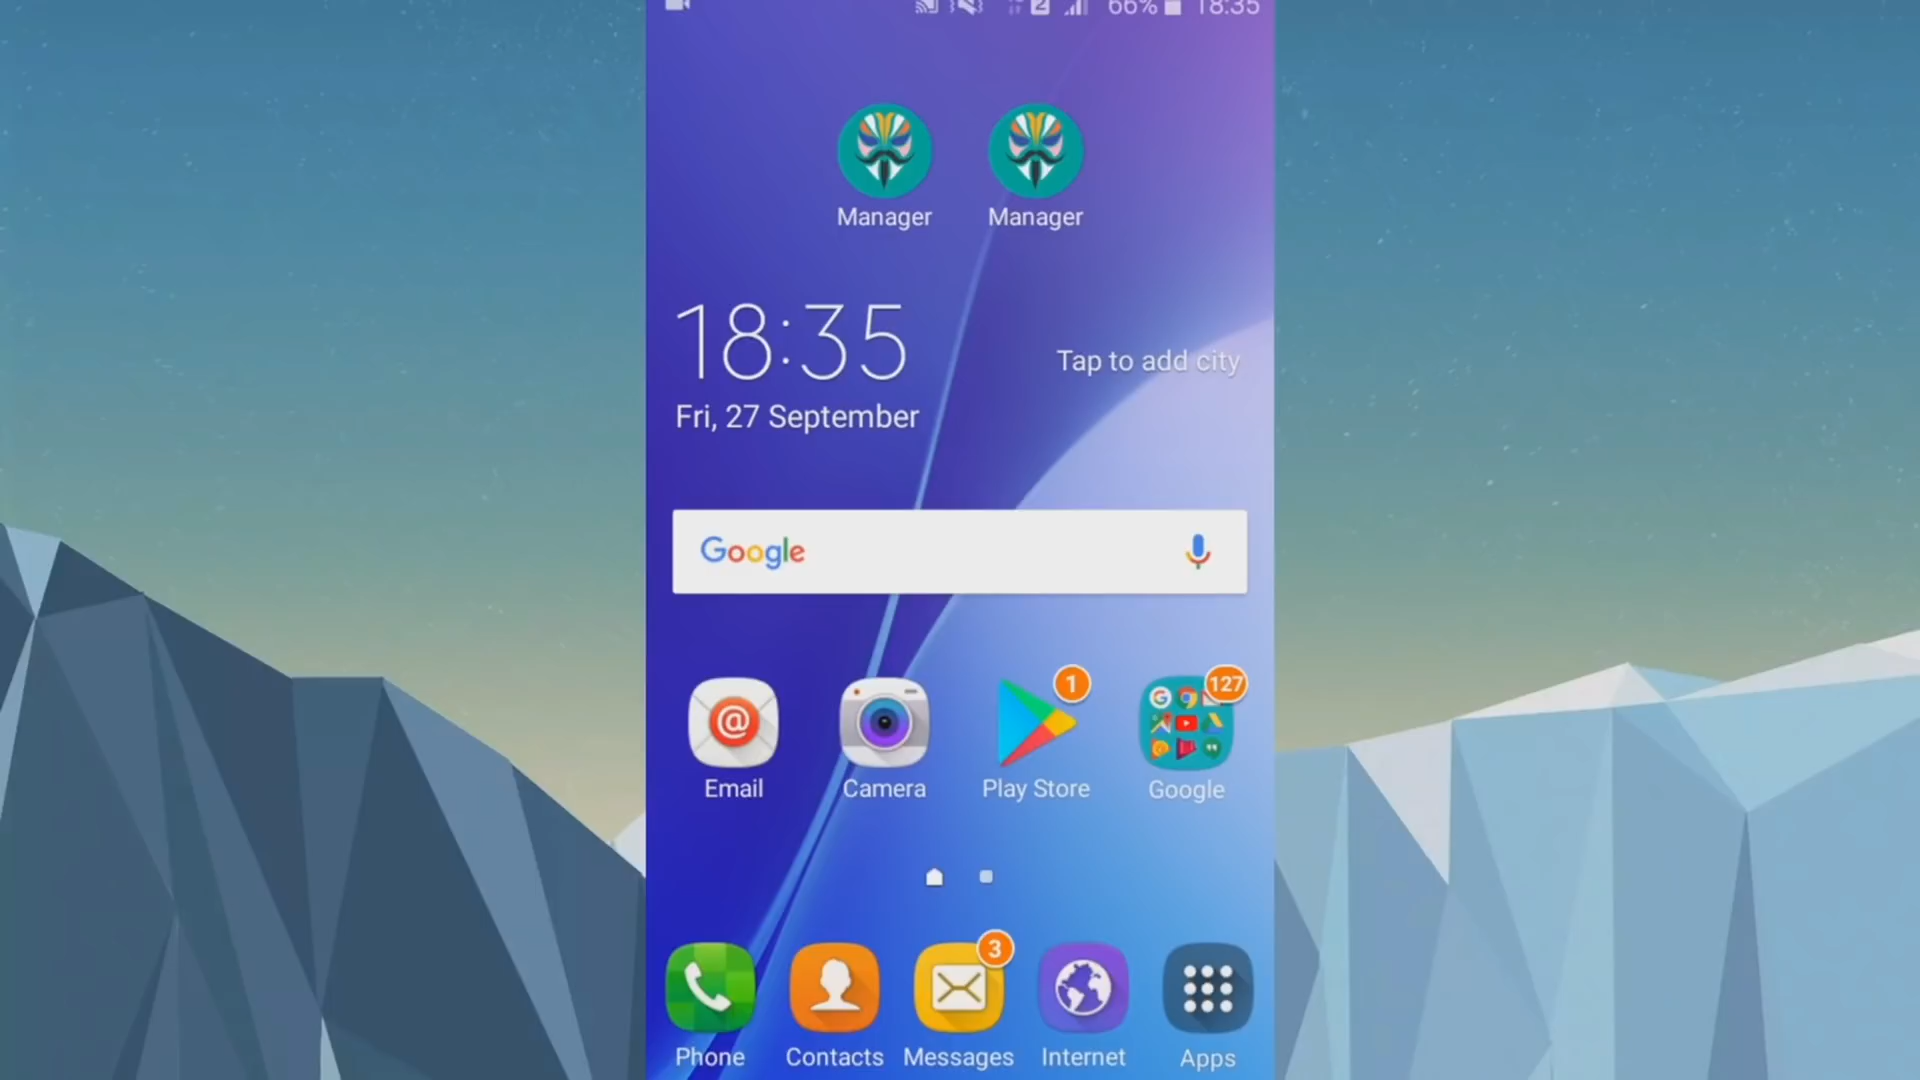 2 66% 18:35
Manager Manager
18:35
Tap to add city
Fri, 27 September
Google
1 127
Email Camera Play Store Google
3
Phone Contacts Messages Internet Apps